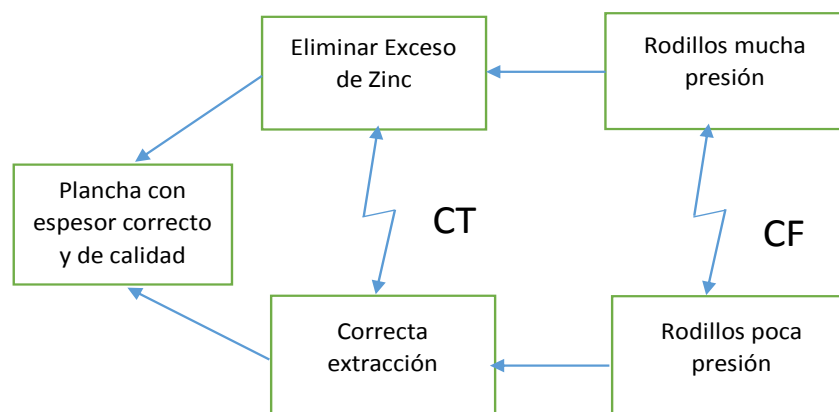 Eliminar Exceso
de Zinc
Rodillos mucha
presión
Plancha con
espesor correcto
y de calidad
CT
CF
Correcta
extracción
Rodillos poca
presión